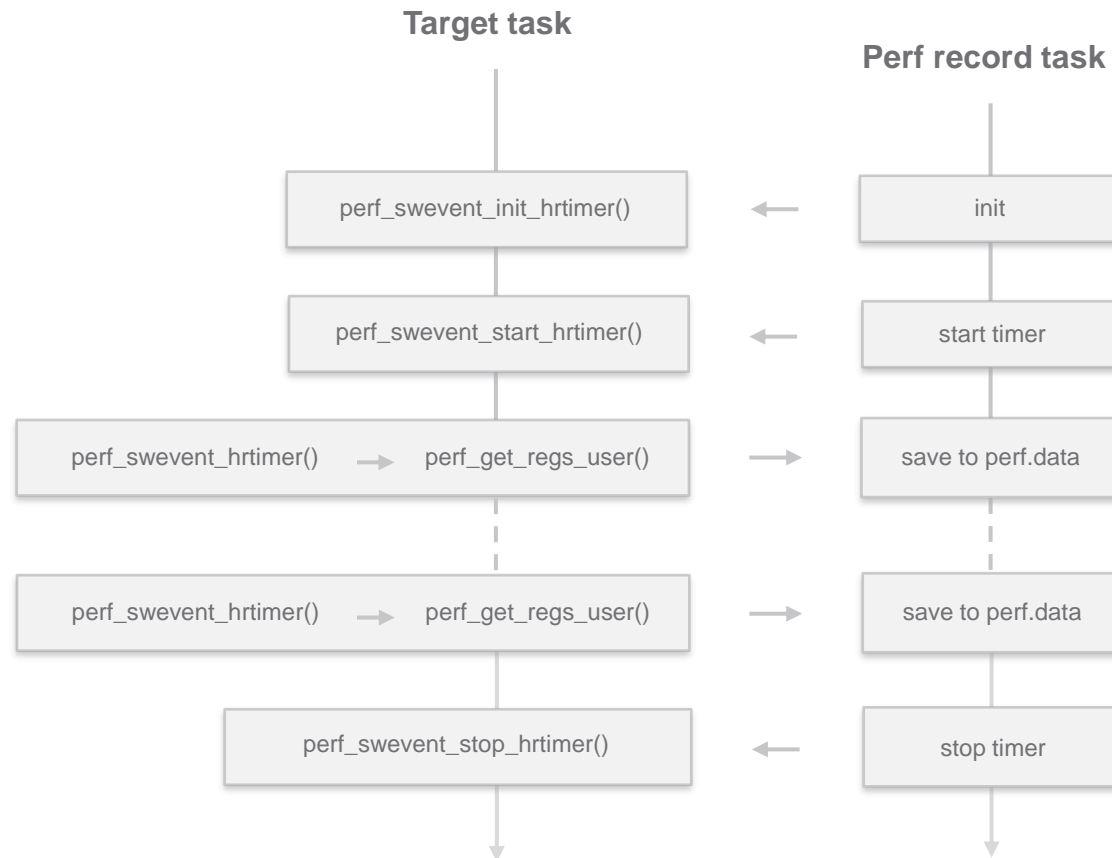 Target task
Perf record task
perf_swevent_init_hrtimer()
init
perf_swevent_start_hrtimer()
start timer
perf_swevent_hrtimer()
perf_get_regs_user()
save to perf.data
perf_swevent_hrtimer()
perf_get_regs_user()
save to perf.data
perf_swevent_stop_hrtimer()
stop timer